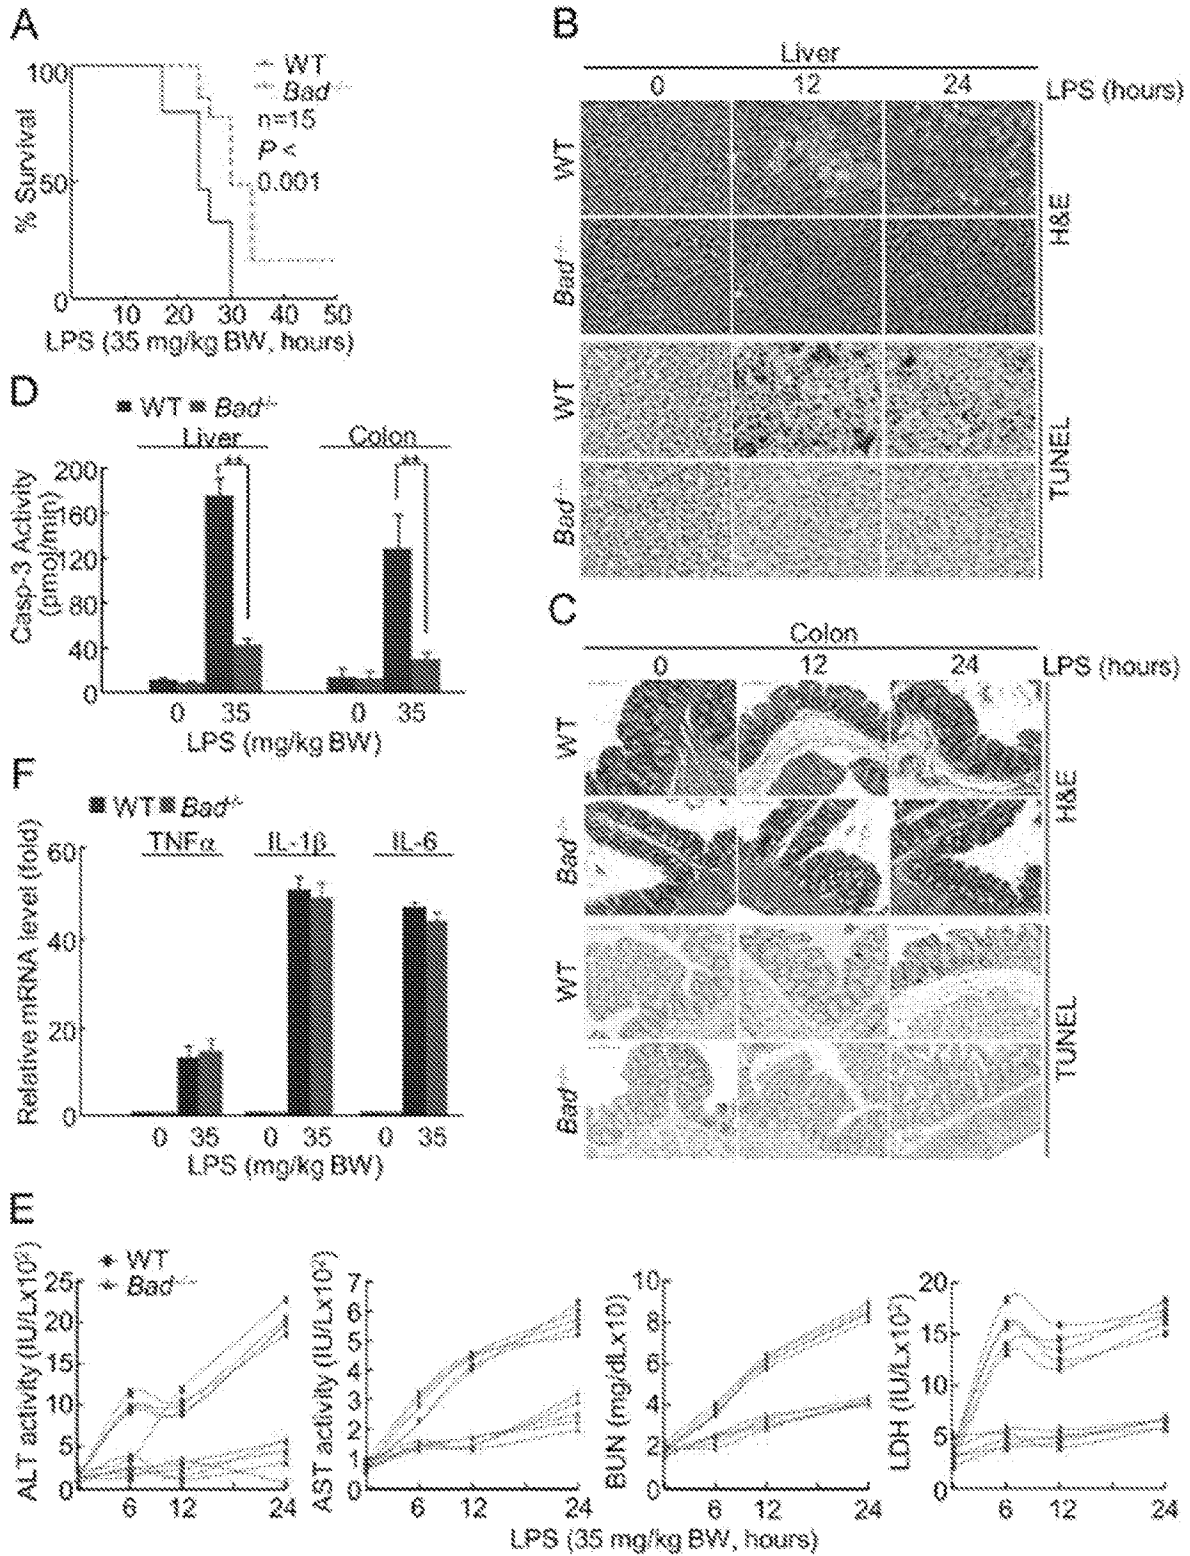 A
100
50
0
% Survival
WT
Bad-/-
n=15
P <
0.001
10 20 30 40 50
LPS (35 mg/kg BW, hours)
B
Liver
0 12 24 LPS (hours)
WT
Bad-/-
H&E
WT
Bad-/-
TUNEL
D
WT Bad-/-
Liver Colon
** **
200
160
120
80
40
0
Casp-3 Activity
(pmol/min)
0 35 0 35
LPS (mg/kg BW)
C
Colon
0 12 24 LPS (hours)
WT
Bad-/-
H&E
WT
Bad-/-
TUNEL
F
WT Bad-/-
TNFα IL-1β IL-6
60
40
20
0
Relative mRNA level (fold)
0 35 0 35 0 35
LPS (mg/kg BW)
E
WT
Bad-/-
ALT activity (IU/Lx10²)
25
20
15
10
5
0
6 12 24
AST activity (IU/Lx10²)
7
6
5
4
3
2
1
0
6 12 24
BUN (mg/dLx10)
10
8
6
4
2
0
6 12 24
LDH (IU/Lx10²)
20
15
10
5
0
6 12 24
LPS (35 mg/kg BW, hours)